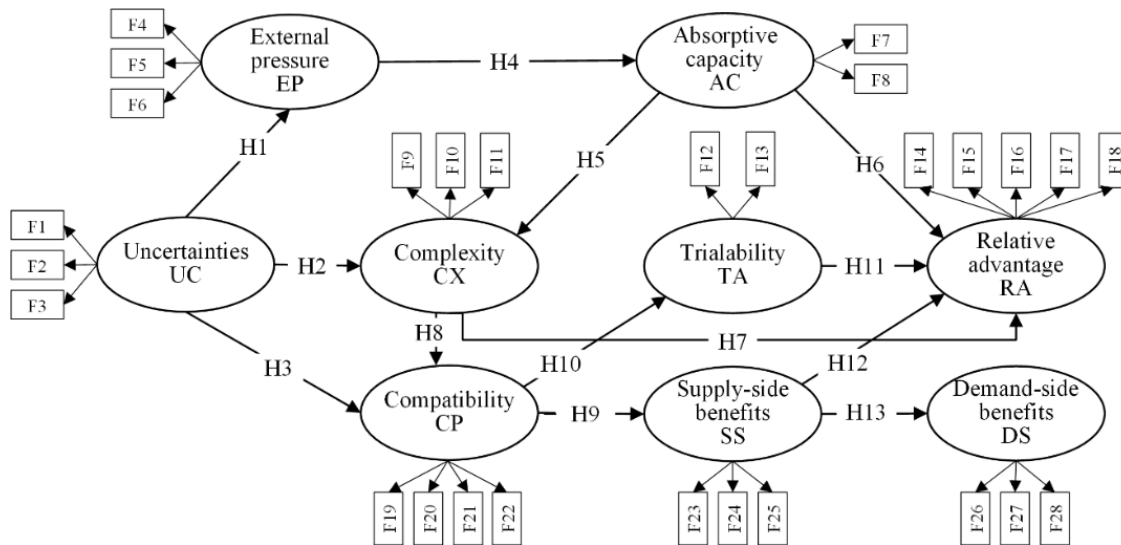 F4
F5
F6
External
pressure
EP
H4
Absorptive
capacity
AC
F7
F8
H1
F9
F10
F11
H5
F12
F13
H6
F14
F15
F16
F17
F18
F1
F2
F3
Uncertainties
UC
H2
Complexity
CX
Trialability
TA
H11
Relative
advantage
RA
H8
H7
H3
H10
H12
Compatibility
CP
H9
Supply-side
benefits
SS
H13
Demand-side
benefits
DS
F19
F20
F21
F22
F23
F24
F25
F26
F27
F28